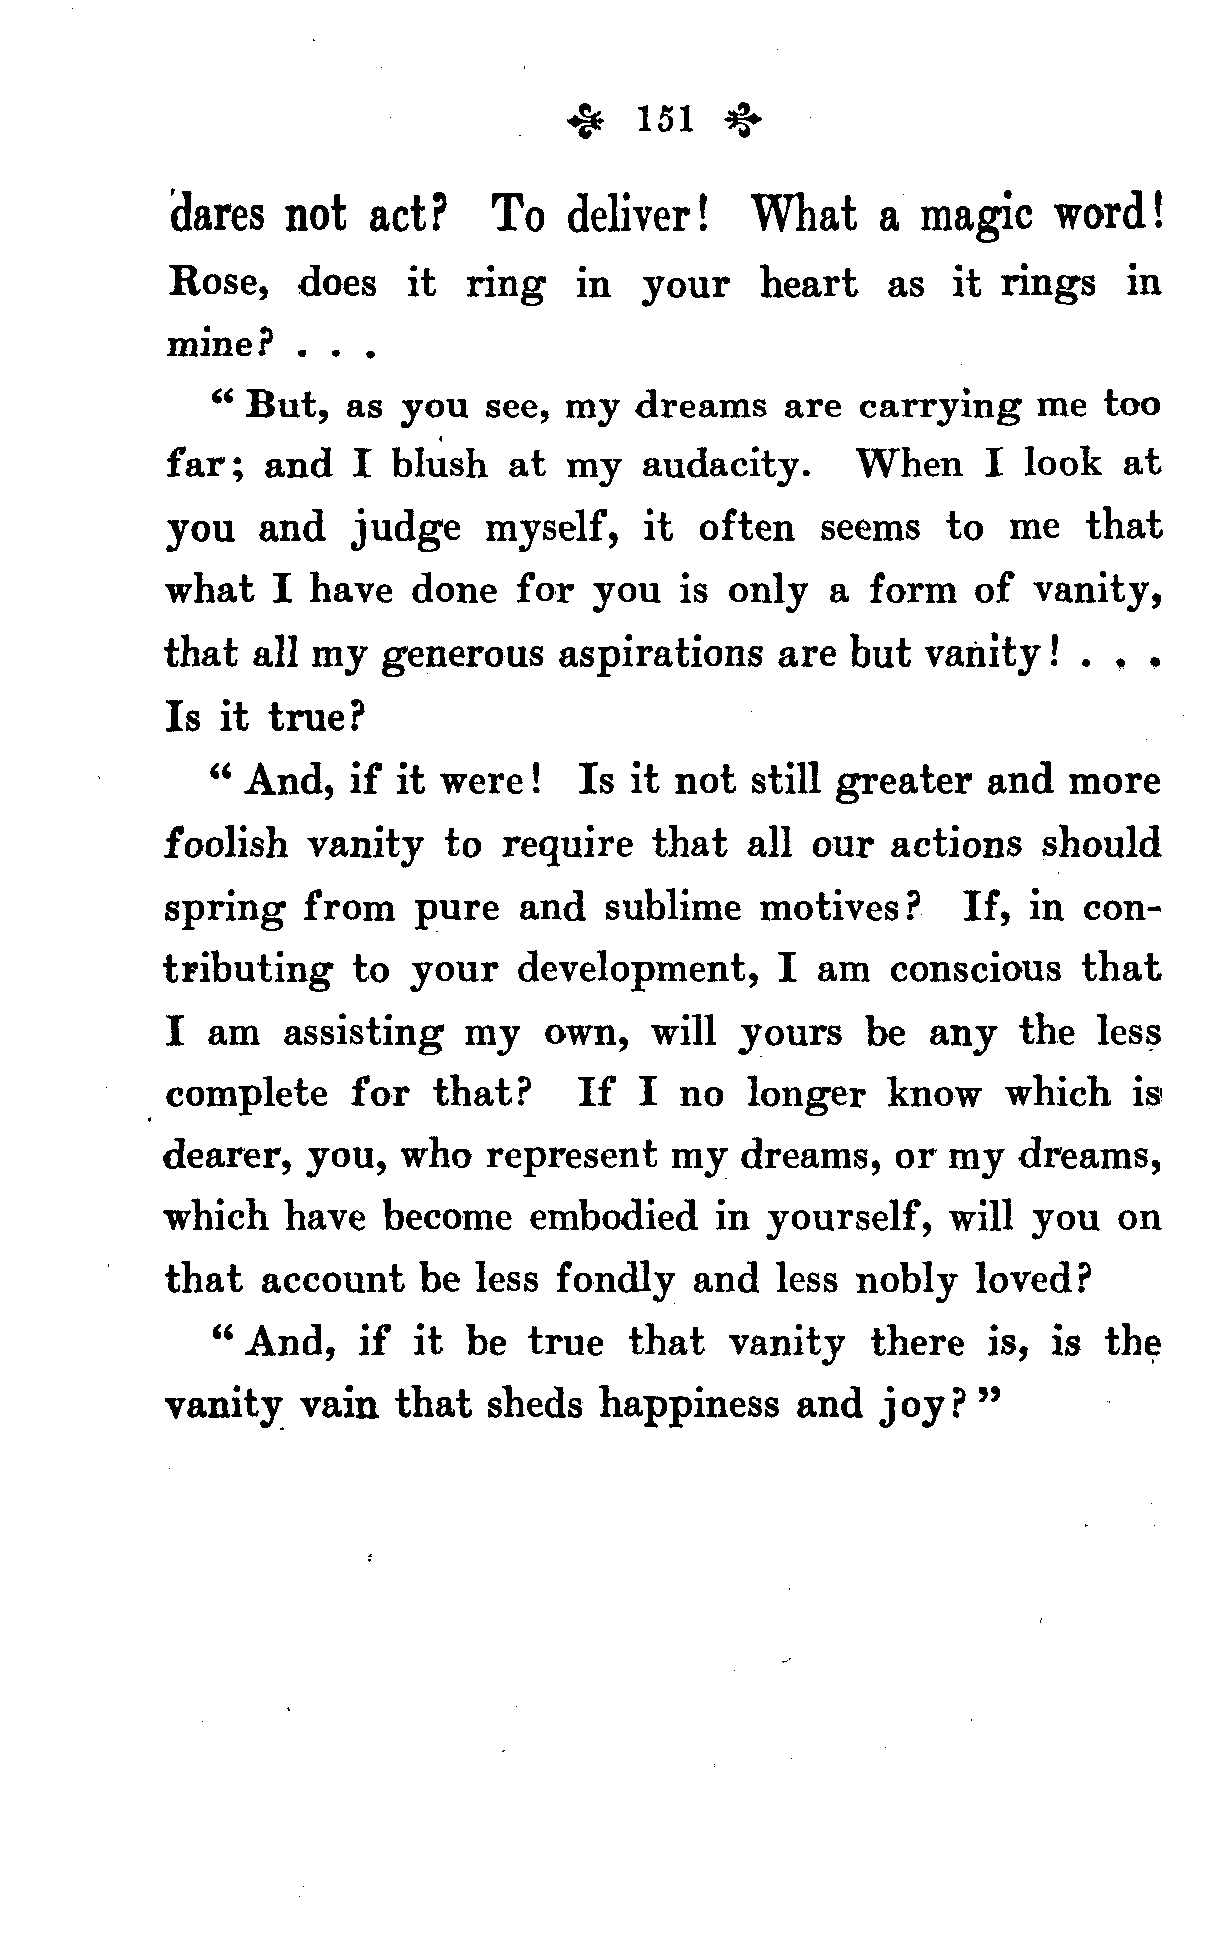 151
dares not act? To deliver! What a magic word!
Rose, does it ring in your heart as it rings in
mine? . . .
“ But, as you see, my dreams are carrying me too
far; and I blush at my audacity. When I look at
you and judge myself, it often seems to me that
what I have done for you is only a form of vanity,
that all my generous aspirations are but vanity! . . .
Is it true?
“ And, if it were! Is it not still greater and more
foolish vanity to require that all our actions should
spring from pure and sublime motives? If, in con-
tributing to your development, I am conscious that
I am assisting my own, will yours be any the less
complete for that? If I no longer know which is
dearer, you, who represent my dreams, or my dreams,
which have become embodied in yourself, will you on
that account be less fondly and less nobly loved?
“ And, if it be true that vanity there is, is the
vanity vain that sheds happiness and joy? ”